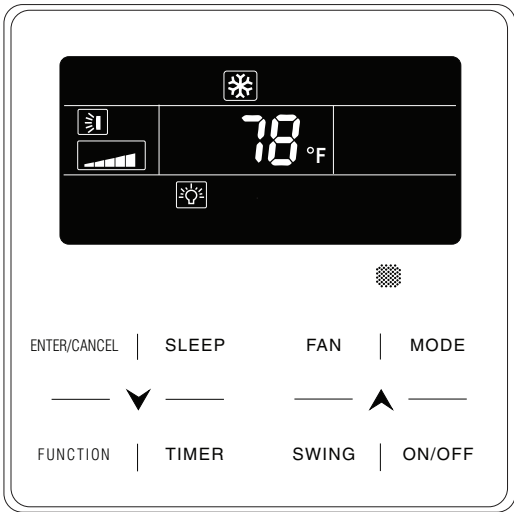 78 °F
ENTER/CANCEL SLEEP FAN MODE
FUNCTION TIMER SWING ON/OFF